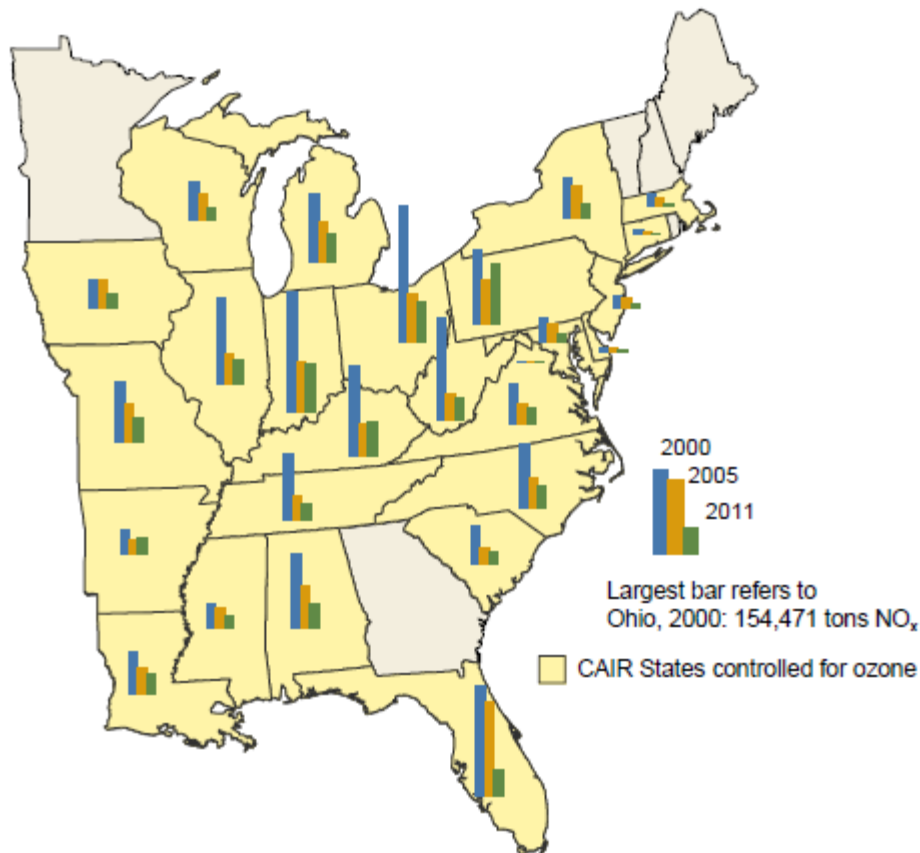 2000
2005
2011
Largest bar refers to
Ohio, 2000: 154,471 tons NOₓ
CAIR States controlled for ozone